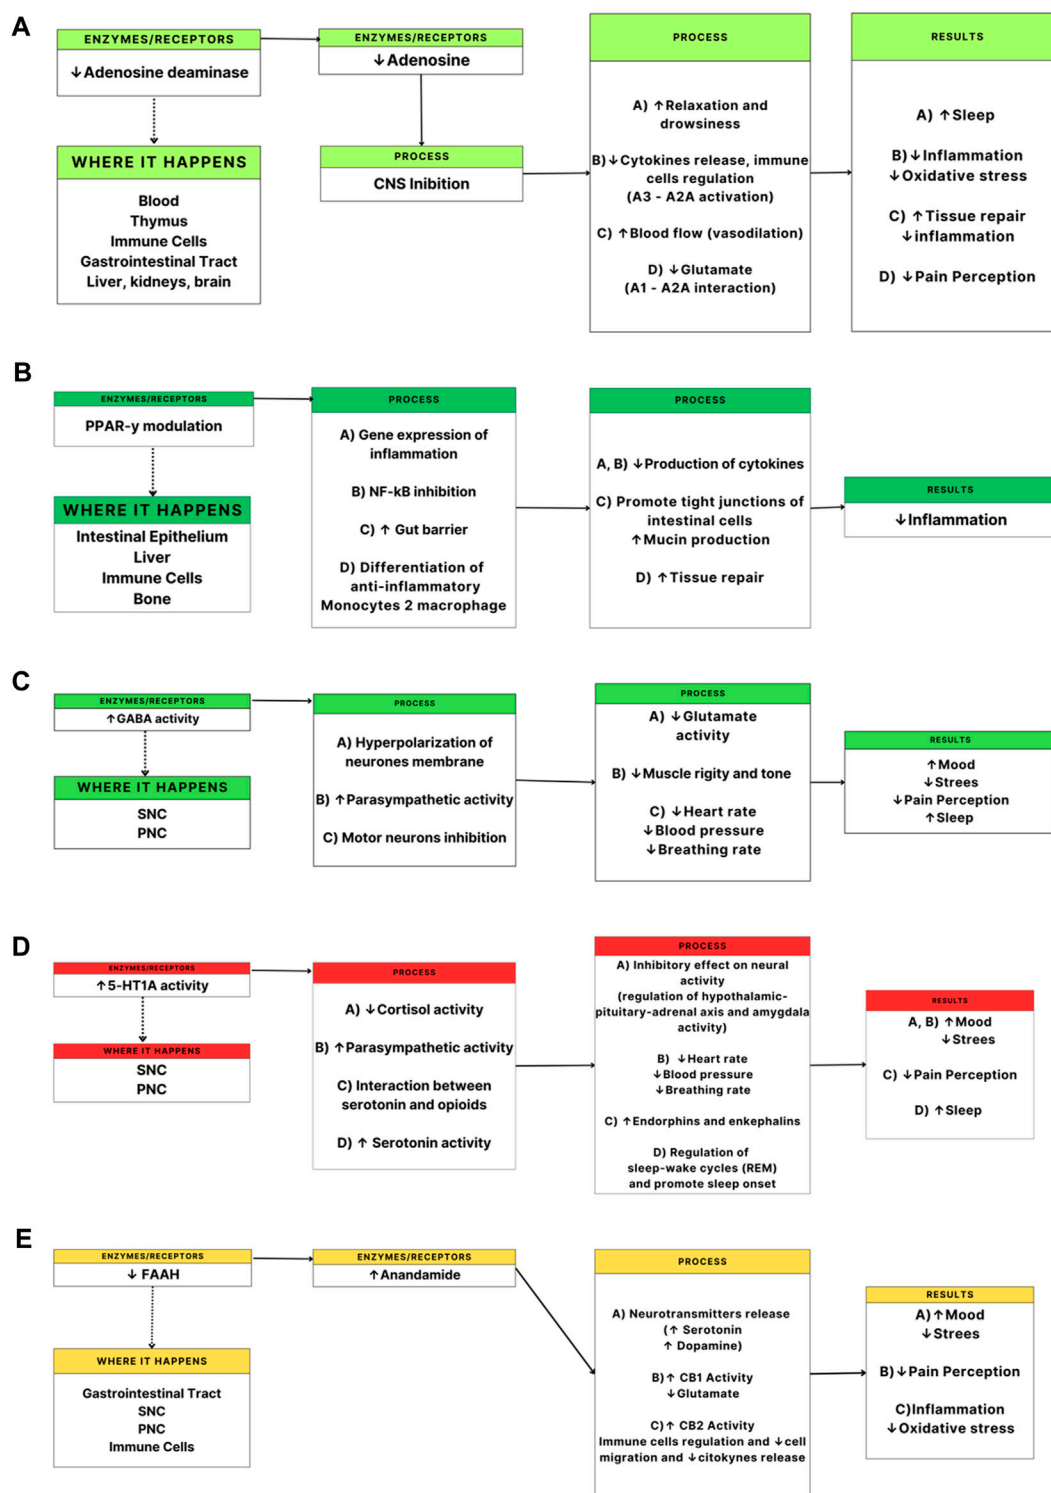 A
ENZYMES/RECEPTORS
↓Adenosine deaminase
WHERE IT HAPPENS
Blood
Thymus
Immune Cells
Gastrointestinal Tract
Liver, kidneys, brain
ENZYMES/RECEPTORS
↓Adenosine
PROCESS
CNS Inibition
PROCESS
A) ↑Relaxation and
drowsiness
B)↓Cytokines release, immune
cells regulation
(A3 - A2A activation)
C) ↑Blood flow (vasodilation)
D) ↓Glutamate
(A1 - A2A interaction)
RESULTS
A) ↑Sleep
B)↓Inflammation
↓Oxidative stress
C) ↑Tissue repair
↓inflammation
D) ↓Pain Perception
B
ENZYMES/RECEPTORS
PPAR-y modulation
WHERE IT HAPPENS
Intestinal Epithelium
Liver
Immune Cells
Bone
PROCESS
A) Gene expression of
inflammation
B) NF-kB inhibition
C) ↑ Gut barrier
D) Differentiation of
anti-inflammatory
Monocytes 2 macrophage
PROCESS
A, B) ↓Production of cytokines
C) Promote tight junctions of
intestinal cells
↑Mucin production
D) ↑Tissue repair
RESULTS
↓Inflammation
C
ENZYMES/RECEPTORS
↑GABA activity
WHERE IT HAPPENS
SNC
PNC
PROCESS
A) Hyperpolarization of
neurones membrane
B) ↑Parasympathetic activity
C) Motor neurons inhibition
PROCESS
A) ↓Glutamate
activity
B) ↓Muscle rigity and tone
C) ↓Heart rate
↓Blood pressure
↓Breathing rate
RESULTS
↑Mood
↓Strees
↓Pain Perception
↑Sleep
D
ENZYMES/RECEPTORS
↑5-HT1A activity
WHERE IT HAPPENS
SNC
PNC
PROCESS
A) ↓Cortisol activity
B) ↑Parasympathetic activity
C) Interaction between
serotonin and opioids
D) ↑ Serotonin activity
PROCESS
A) Inhibitory effect on neural
activity
(regulation of hypothalamic-
pituitary-adrenal axis and amygdala
activity)
B) ↓Heart rate
↓Blood pressure
↓Breathing rate
C) ↑Endorphins and enkephalins
D) Regulation of
sleep-wake cycles (REM)
and promote sleep onset
RESULTS
A, B) ↑Mood
↓Strees
C) ↓Pain Perception
D) ↑Sleep
E
ENZYMES/RECEPTORS
↓ FAAH
WHERE IT HAPPENS
Gastrointestinal Tract
SNC
PNC
Immune Cells
ENZYMES/RECEPTORS
↑Anandamide
PROCESS
A) Neurotransmitters release
(↑ Serotonin
↑ Dopamine)
B)↑ CB1 Activity
↓Glutamate
C)↑ CB2 Activity
Immune cells regulation and ↓cell
migration and ↓citokynes release
RESULTS
A)↑Mood
↓Strees
B)↓Pain Perception
C)Inflammation
↓Oxidative stress